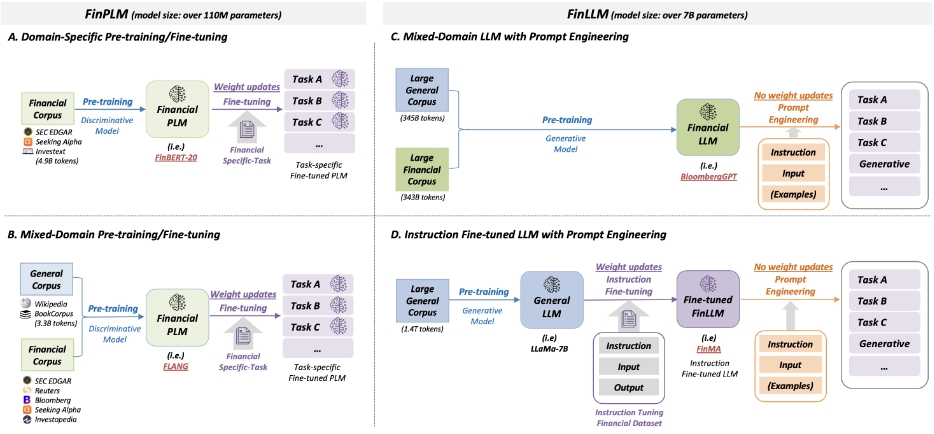 FinPLM (model size: over 110M parameters)
FinLLM (model size: over 7B parameters)
A. Domain-Specific Pre-training/Fine-tuning
Financial
Corpus
SEC EDGAR
Seeking Alpha
Investext
(4.9B tokens)
Pre-training
Discriminative
Model
Financial
PLM
(i.e.)
FinBERT-20
Weight updates
Fine-tuning
Financial
Specific-Task
Task A
Task B
Task C
...
Task-specific
Fine-tuned PLM
C. Mixed-Domain LLM with Prompt Engineering
Large
General
Corpus
(345B tokens)
Large
Financial
Corpus
(343B tokens)
Pre-training
Generative
Model
Financial
LLM
(i.e.)
BloombergGPT
No weight updates
Prompt
Engineering
Instruction
Input
(Examples)
Task A
Task B
Task C
Generative
...
B. Mixed-Domain Pre-training/Fine-tuning
General
Corpus
Wikipedia
BookCorpus
(3.3B tokens)
Financial
Corpus
SEC EDGAR
Reuters
Bloomberg
Seeking Alpha
Investopedia
Pre-training
Discriminative
Model
Financial
PLM
(i.e.)
FLANG
Weight updates
Fine-tuning
Financial
Specific-Task
Task A
Task B
Task C
...
Task-specific
Fine-tuned PLM
D. Instruction Fine-tuned LLM with Prompt Engineering
Large
General
Corpus
(1.4T tokens)
Pre-training
Generative Model
General
LLM
(i.e)
LLaMa-7B
Weight updates
Instruction
Fine-tuning
Instruction
Input
Output
Instruction Tuning
Financial Dataset
Fine-tuned
FinLLM
(i.e)
FinMA
Instruction
Fine-tuned LLM
No weight updates
Prompt
Engineering
Instruction
Input
(Examples)
Task A
Task B
Task C
Generative
...